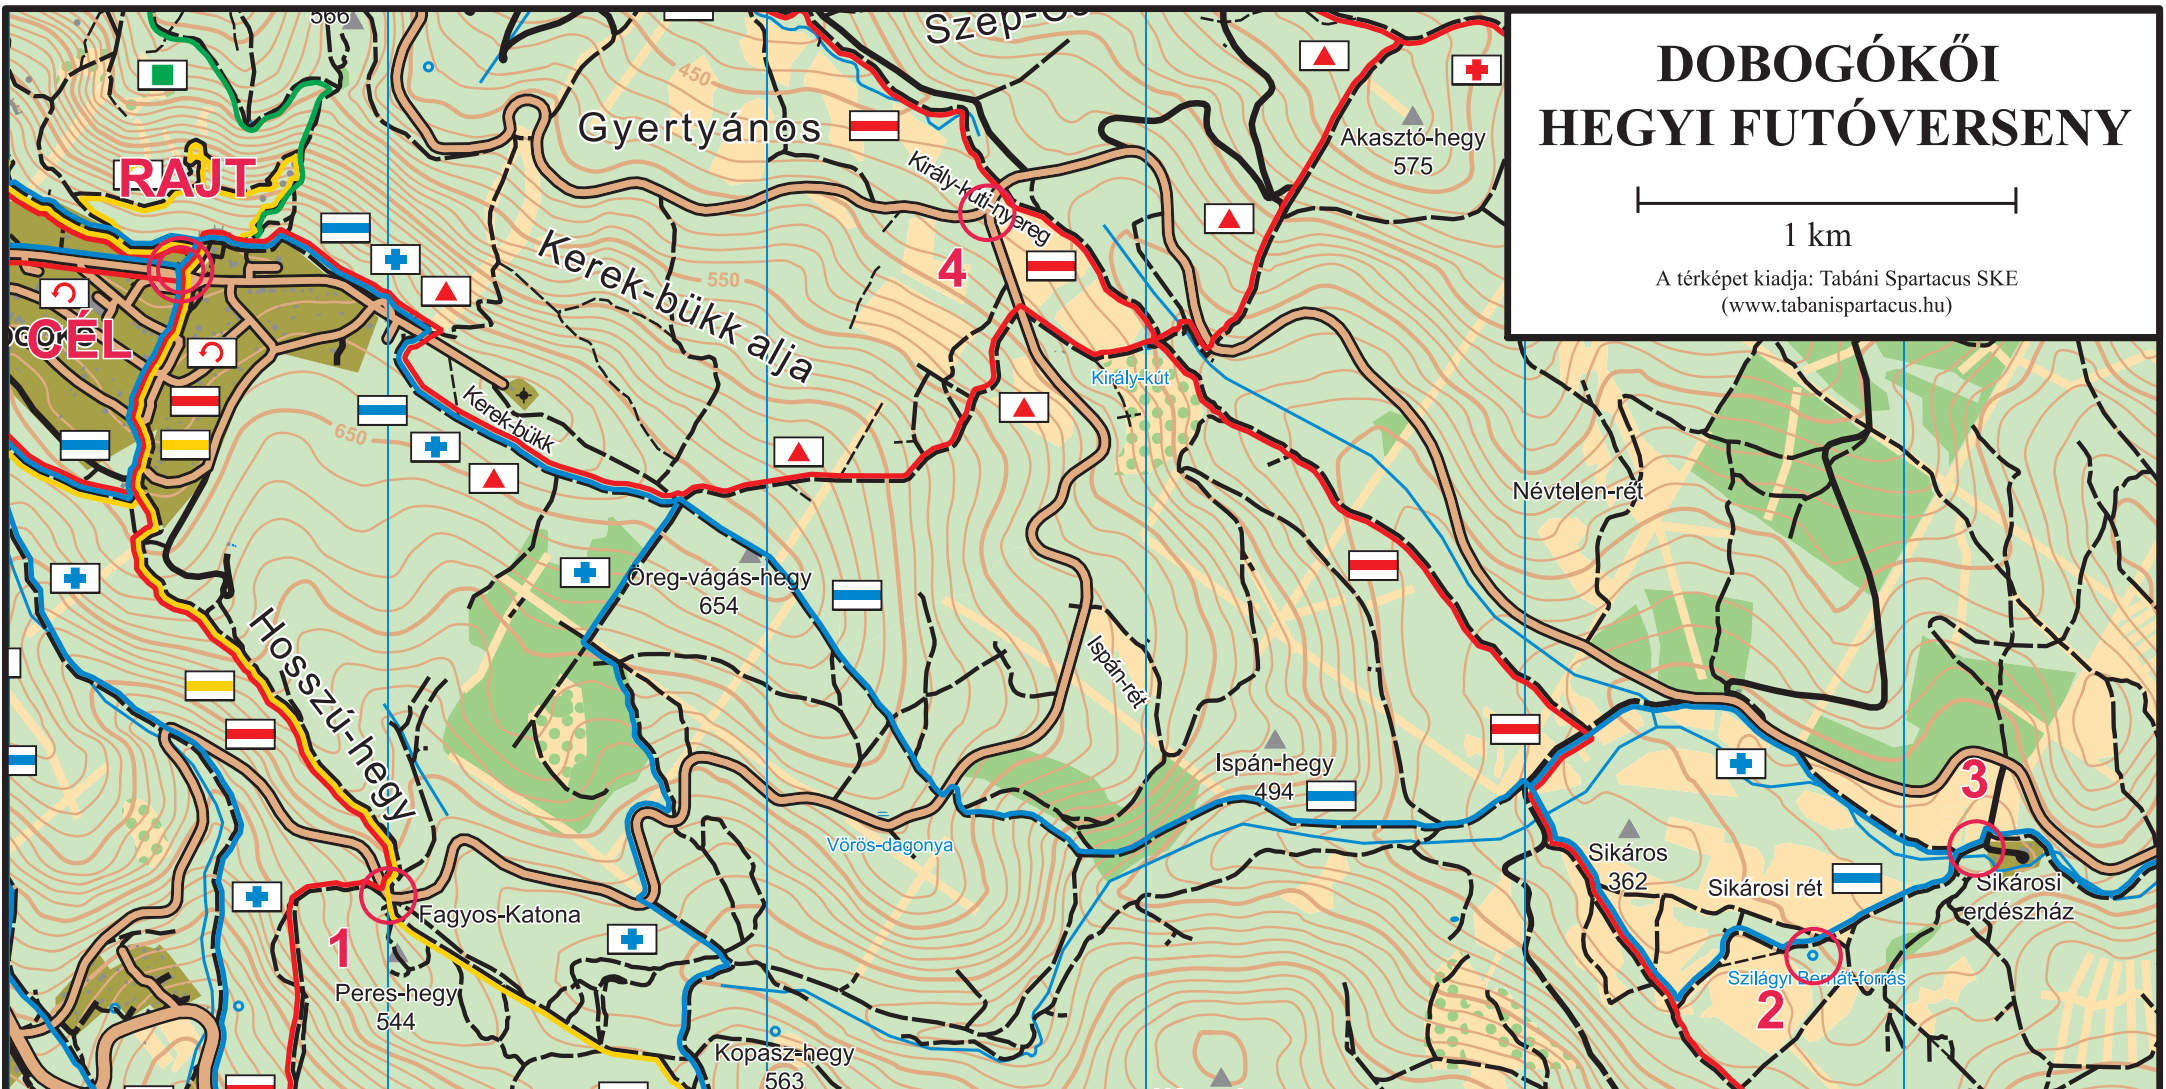 DOBOGÓKŐI
HEGYI FUTÓVERSENY
1 km
A térképet kiadja: Tabáni Spartacus SKE
(www.tabanispartacus.hu)
566
450
Gyertyános
Akasztó-hegy
575
RAJT
Király-kúti-nyereg
Kerek-bükk alja
550
4
CÉL
Király-kút
Kerek-bükk
650
Névtelen-rét
Öreg-vágás-hegy
654
Hosszú-hegy
Ispán-rét
Ispán-hegy
494
3
Vörös-dagonya
Sikáros
362
Sikárosi rét
Sikárosi
erdészház
Fagyos-Katona
1
Szilágyi Bernát-forrás
2
Peres-hegy
544
Kopasz-hegy
563